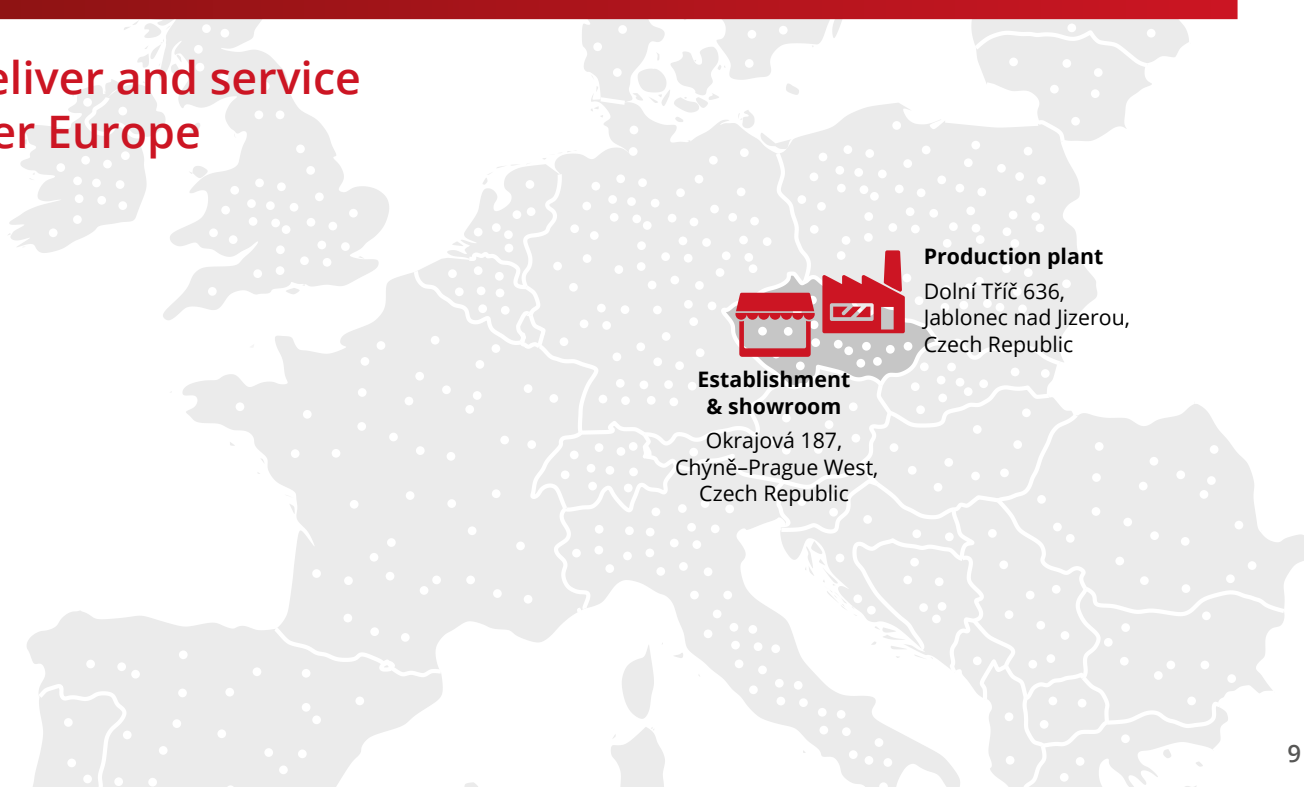 eliver and service
er Europe
Production plant
Dolní Tříč 636,
Jablonec nad Jizerou,
Czech Republic
Establishment
& showroom
Okrajová 187,
Chýně–Prague West,
Czech Republic
9